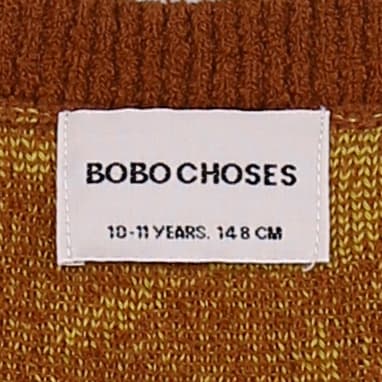 BOBO CHOSES
10-11 YEARS. 148 CM